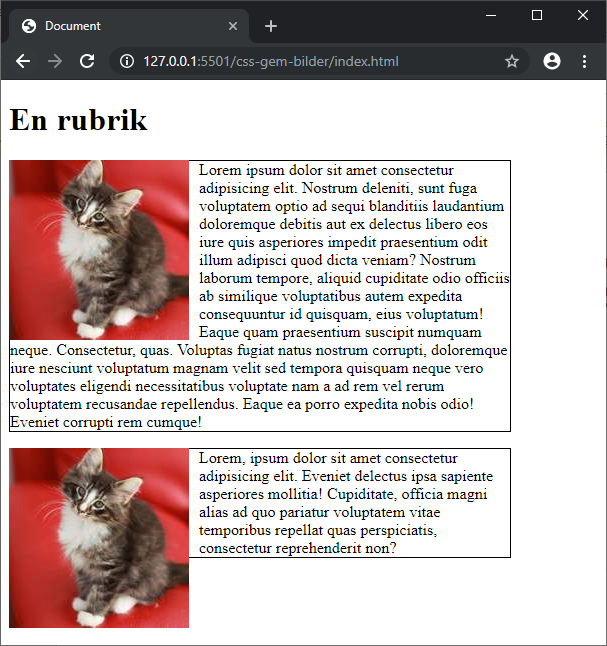 Document
127.0.0.1:5501/css-gem-bilder/index.html
En rubrik
Lorem ipsum dolor sit amet consectetur
adipisicing elit. Nostrum deleniti, sunt fuga
voluptatem optio ad sequi blanditiis laudantium
doloremque debitis aut ex delectus libero eos
iure quis asperiores impedit praesentium odit
illum adipisci quod dicta veniam? Nostrum
laborum tempore, aliquid cupiditate odio officiis
ab similique voluptatibus autem expedita
consequuntur id quisquam, eius voluptatum!
Eaque quam praesentium suscipit numquam
neque. Consectetur, quas. Voluptas fugiat natus nostrum corrupti, doloremque
iure nesciunt voluptatum magnam velit sed tempora quisquam neque vero
voluptates eligendi necessitatibus voluptate nam a ad rem vel rerum
voluptatem recusandae repellendus. Eaque ea porro expedita nobis odio!
Eveniet corrupti rem cumque!
Lorem, ipsum dolor sit amet consectetur
adipisicing elit. Eveniet delectus ipsa sapiente
asperiores mollitia! Cupiditate, officia magni
alias ad quo pariatur voluptatem vitae
temporibus repellat quas perspiciatis,
consectetur reprehenderit non?